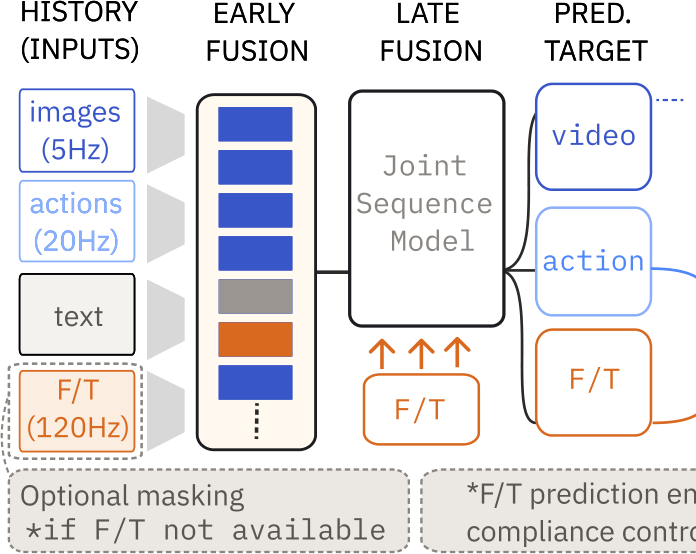 HISTORY
(INPUTS)
EARLY
FUSION
LATE
FUSION
PRED.
TARGET
images
(5Hz)
actions
(20Hz)
text
F/T
(120Hz)
Joint
Sequence
Model
F/T
video
action
F/T
Optional masking
*if F/T not available
*F/T prediction en
compliance contro